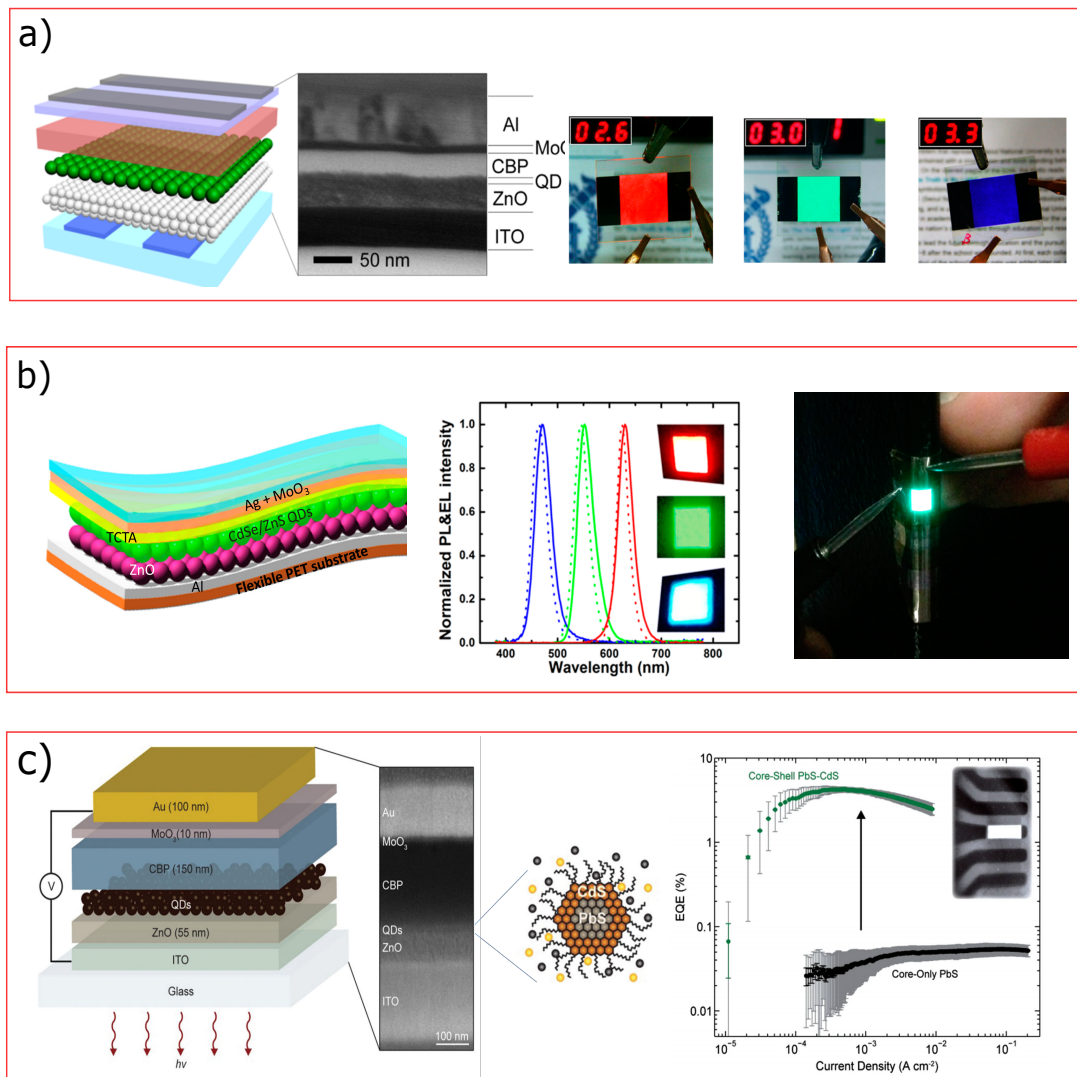 a)
Al
MoO
CBP
QD
ZnO
ITO
50 nm
02.6
03.0
1
03.3
B
b)
Ag + MoO3
TCTA
CdSe/ZnS QDs
ZnO
Al
Flexible PET substrate
Normalized PL&EL intensity
1.0
0.8
0.6
0.4
0.2
0.0
400
500
600
700
800
Wavelength (nm)
c)
Au (100 nm)
MoO3 (10 nm)
CBP (150 nm)
V
QDs
ZnO (55 nm)
ITO
Glass
hv
Au
MoO3
CBP
QDs
ZnO
ITO
100 nm
CdS
PbS
10
1
0.1
0.01
EQE (%)
Core-Shell PbS-CdS
Core-Only PbS
10⁻⁵
10⁻⁴
10⁻³
10⁻²
10⁻¹
Current Density (A cm⁻²)